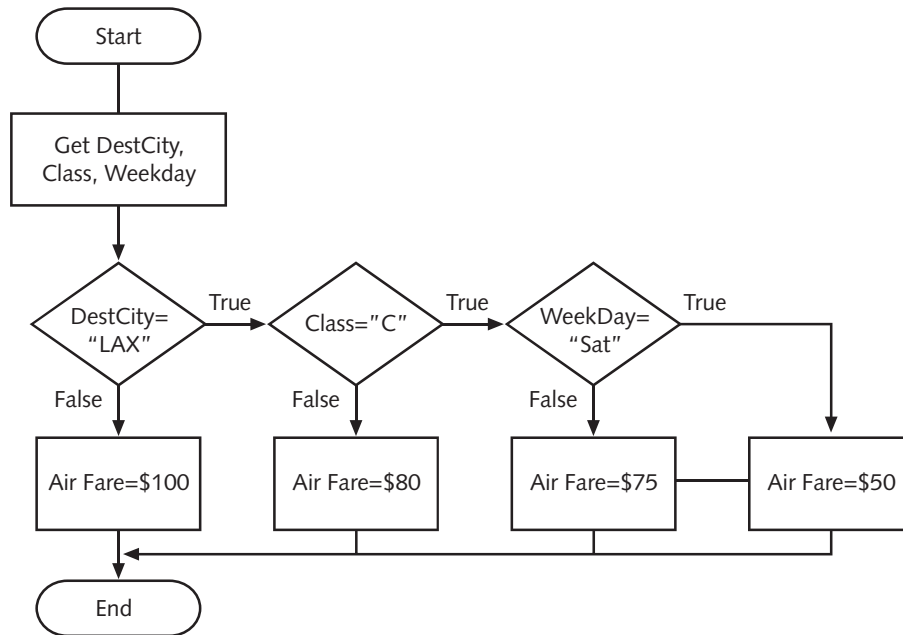 Start
Get DestCity,
Class, Weekday
DestCity=
“LAX”
True
Class=”C”
True
WeekDay=
“Sat”
True
False
False
False
Air Fare=$100
Air Fare=$80
Air Fare=$75
Air Fare=$50
End